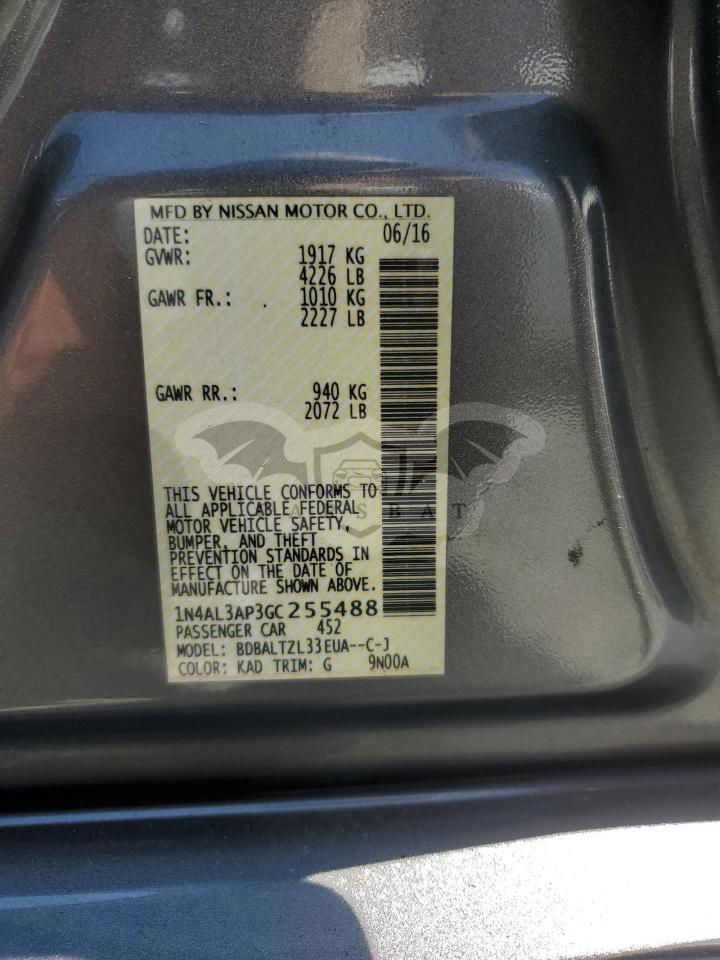 MFD BY NISSAN MOTOR CO., LTD.
DATE: 06/16
GVWR: 1917 KG
4226 LB
GAWR FR.: 1010 KG
2227 LB
GAWR RR.: 940 KG
2072 LB
THIS VEHICLE CONFORMS TO
ALL APPLICABLE FEDERAL
MOTOR VEHICLE SAFETY,
BUMPER, AND THEFT
PREVENTION STANDARDS IN
EFFECT ON THE DATE OF
MANUFACTURE SHOWN ABOVE.
1N4AL3AP3GC255488
PASSENGER CAR 452
MODEL: BDBALTZL33EUA--C-J
COLOR: KAD TRIM: G 9N00A